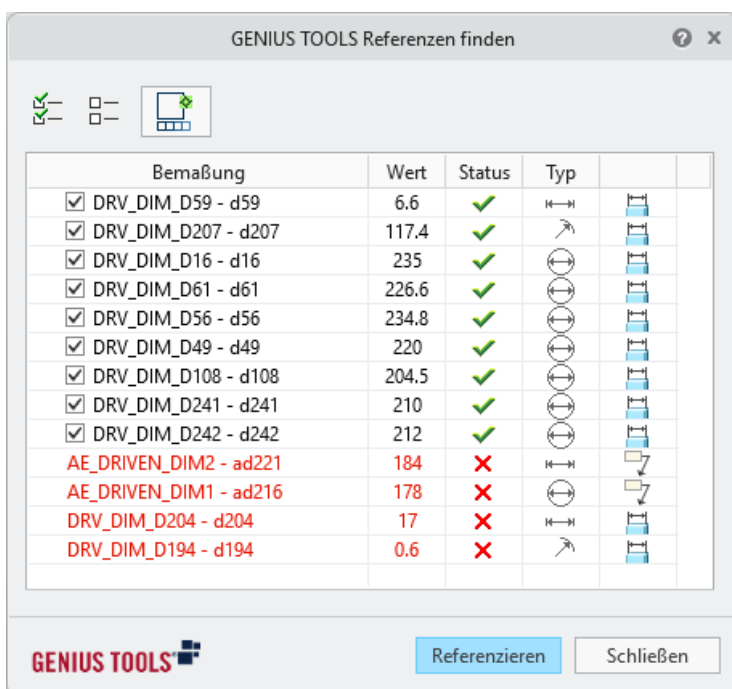 GENIUS TOOLS Referenzen finden
Bemaßung Wert Status Typ
DRV_DIM_D59 - d59 6.6
DRV_DIM_D207 - d207 117.4
DRV_DIM_D16 - d16 235
DRV_DIM_D61 - d61 226.6
DRV_DIM_D56 - d56 234.8
DRV_DIM_D49 - d49 220
DRV_DIM_D108 - d108 204.5
DRV_DIM_D241 - d241 210
DRV_DIM_D242 - d242 212
AE_DRIVEN_DIM2 - ad221 184
AE_DRIVEN_DIM1 - ad216 178
DRV_DIM_D204 - d204 17
DRV_DIM_D194 - d194 0.6
GENIUS TOOLS Referenzieren Schließen